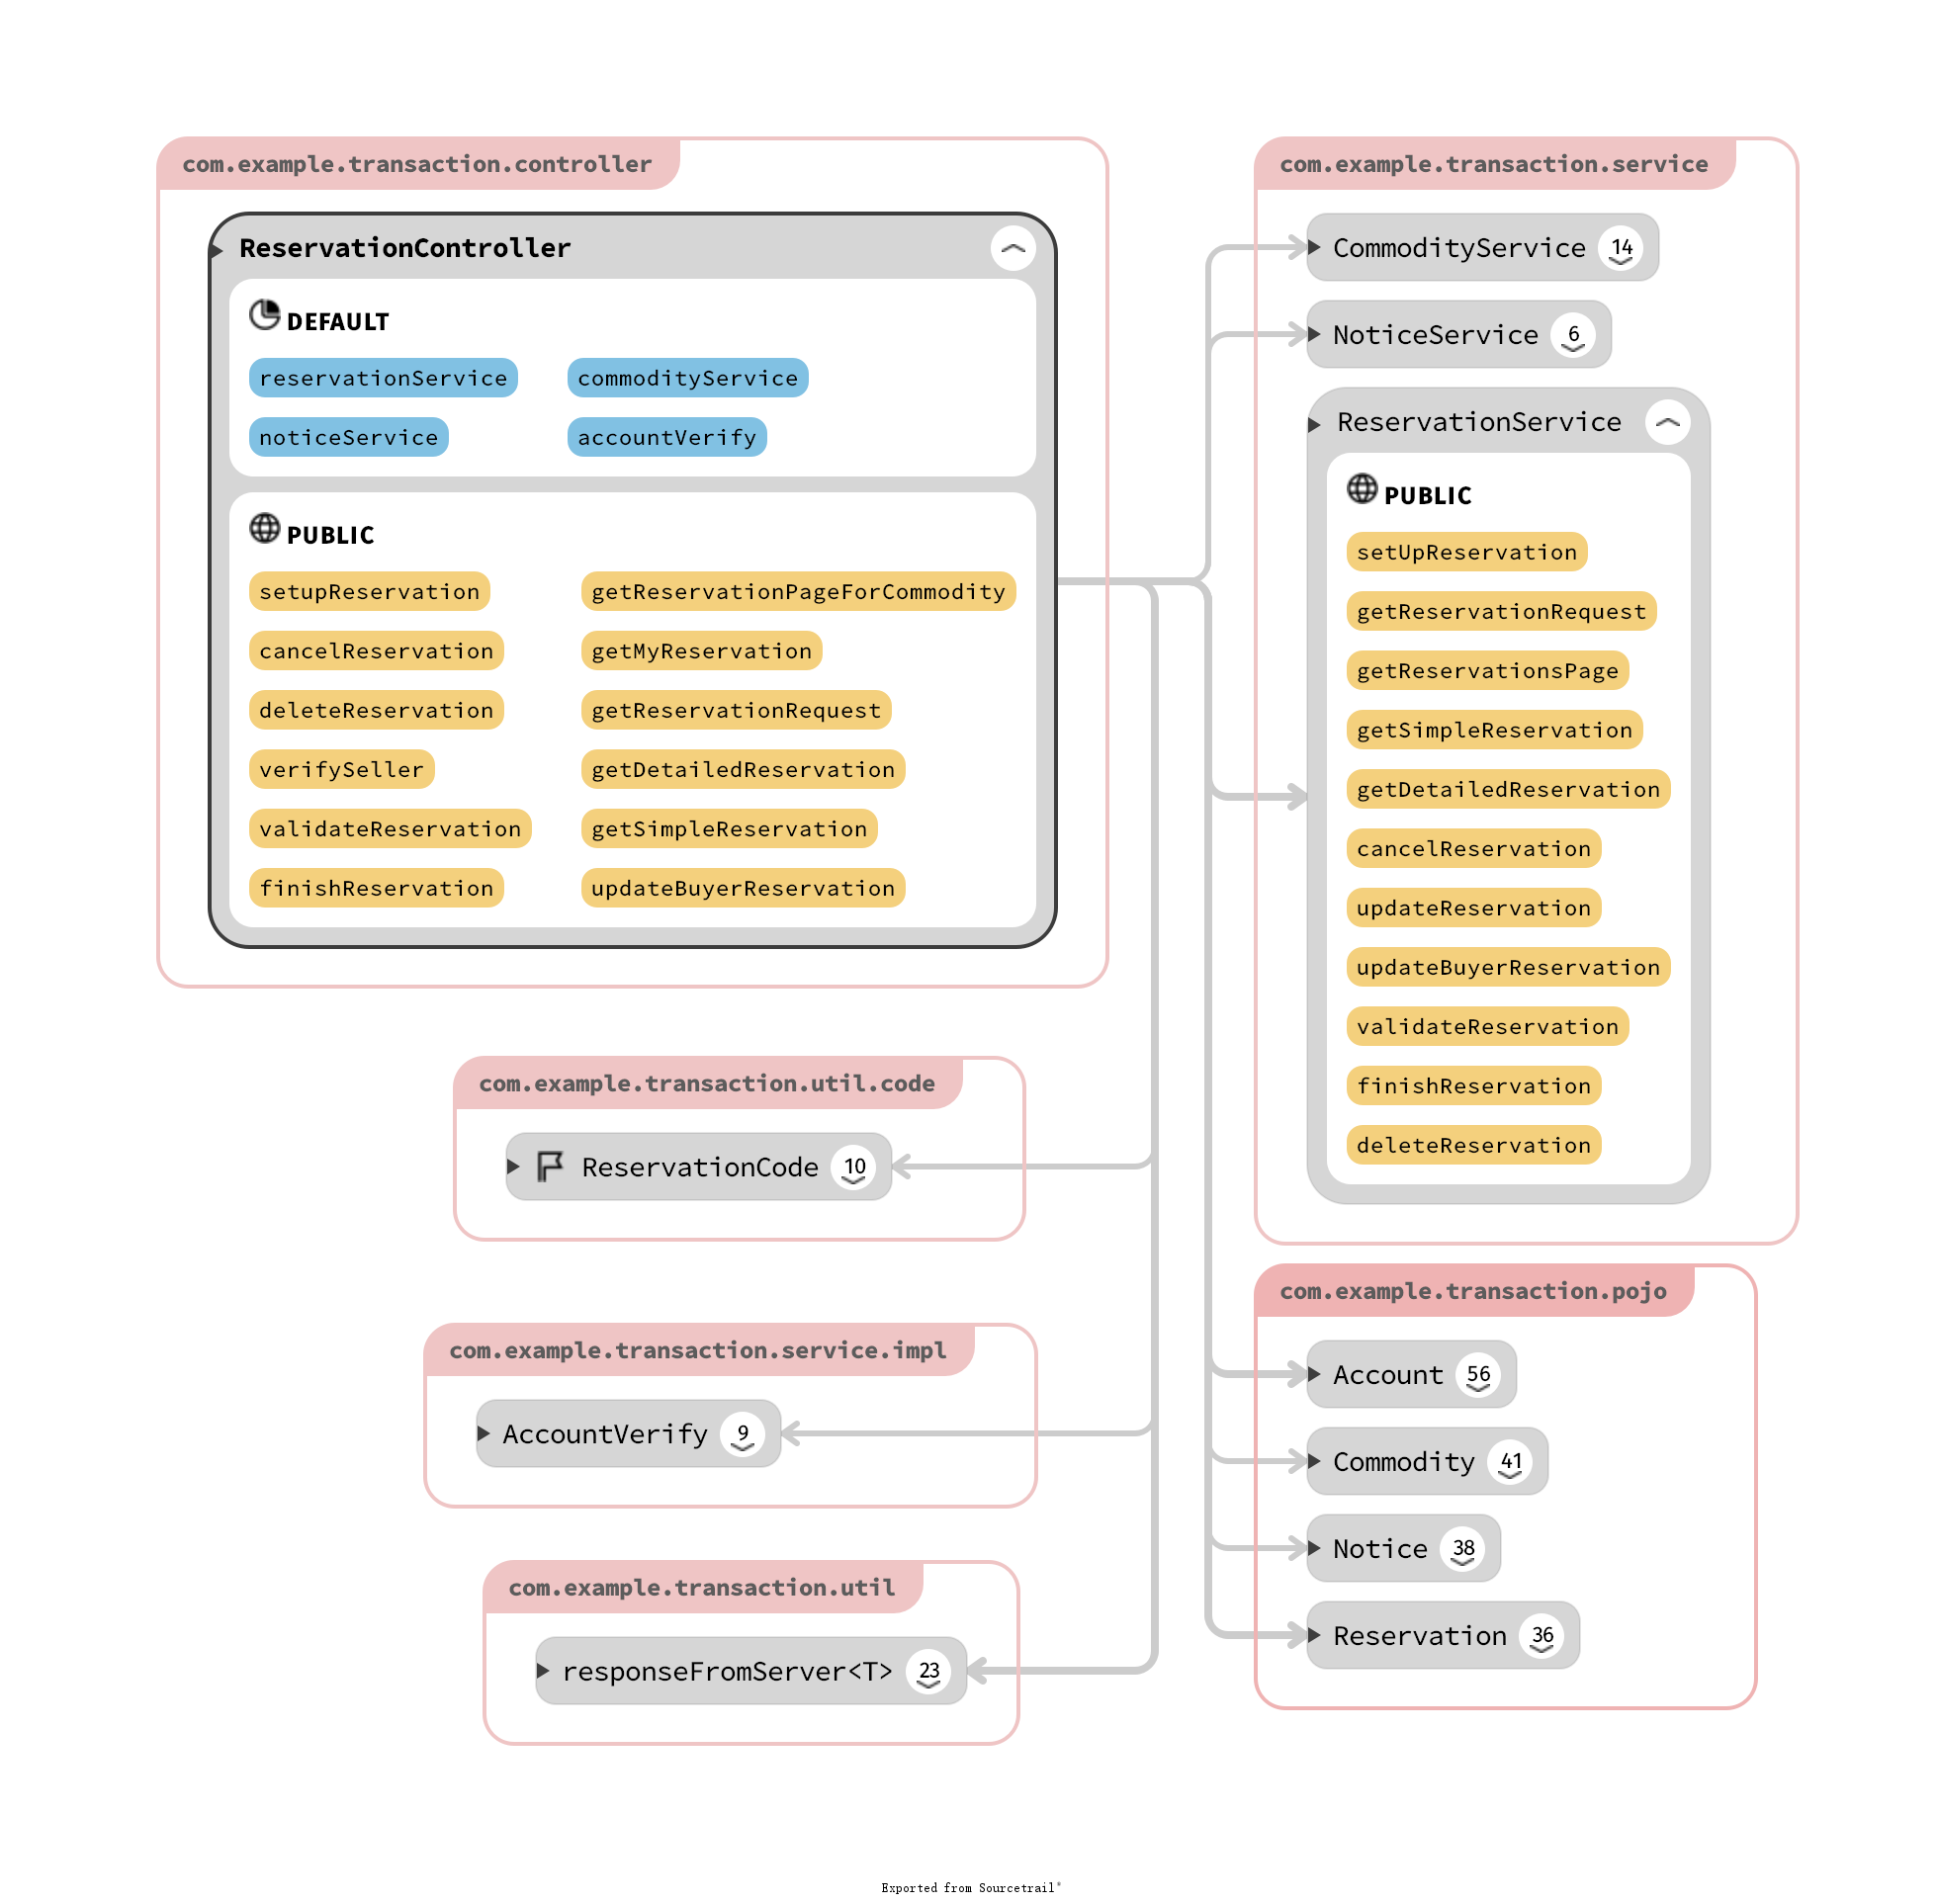 com.example.transaction.controller
ReservationController
DEFAULT
reservationService commodityService
noticeService accountVerify
PUBLIC
setupReservation getReservationPageForCommodity
cancelReservation getMyReservation
deleteReservation getReservationRequest
verifySeller getDetailedReservation
validateReservation getSimpleReservation
finishReservation updateBuyerReservation
com.example.transaction.util.code
ReservationCode 10
com.example.transaction.service.impl
AccountVerify 9
com.example.transaction.util
responseFromServer<T> 23
com.example.transaction.service
CommodityService 14
NoticeService 6
ReservationService
PUBLIC
setUpReservation
getReservationRequest
getReservationsPage
getSimpleReservation
getDetailedReservation
cancelReservation
updateReservation
updateBuyerReservation
validateReservation
finishReservation
deleteReservation
com.example.transaction.pojo
Account 56
Commodity 41
Notice 38
Reservation 36
Exported from Sourcetrail®